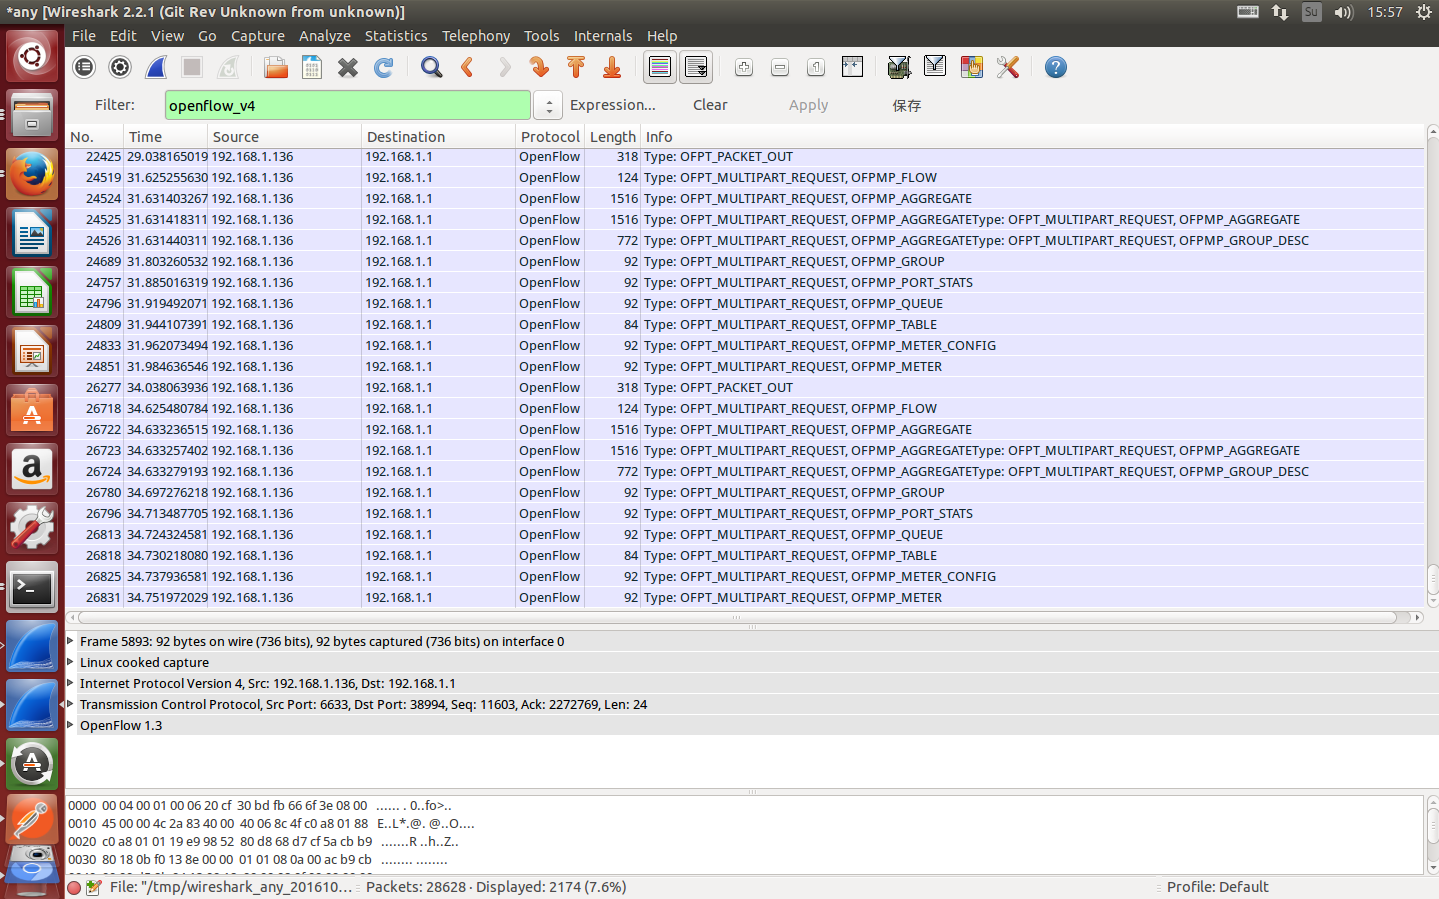 *any [Wireshark 2.2.1 (Git Rev Unknown from unknown)]
Su 15:57
File Edit View Go Capture Analyze Statistics Telephony Tools Internals Help
Filter: openflow_v4 Expression... Clear Apply 保存
No. Time Source Destination Protocol Length Info
22425 29.038165019 192.168.1.136 192.168.1.1 OpenFlow 318 Type: OFPT_PACKET_OUT
24519 31.625255630 192.168.1.136 192.168.1.1 OpenFlow 124 Type: OFPT_MULTIPART_REQUEST, OFPMP_FLOW
24524 31.631403267 192.168.1.136 192.168.1.1 OpenFlow 1516 Type: OFPT_MULTIPART_REQUEST, OFPMP_AGGREGATE
24525 31.631418311 192.168.1.136 192.168.1.1 OpenFlow 1516 Type: OFPT_MULTIPART_REQUEST, OFPMP_AGGREGATEType: OFPT_MULTIPART_REQUEST, OFPMP_AGGREGATE
24526 31.631440311 192.168.1.136 192.168.1.1 OpenFlow 772 Type: OFPT_MULTIPART_REQUEST, OFPMP_AGGREGATEType: OFPT_MULTIPART_REQUEST, OFPMP_GROUP_DESC
24689 31.803260532 192.168.1.136 192.168.1.1 OpenFlow 92 Type: OFPT_MULTIPART_REQUEST, OFPMP_GROUP
24757 31.885016319 192.168.1.136 192.168.1.1 OpenFlow 92 Type: OFPT_MULTIPART_REQUEST, OFPMP_PORT_STATS
24796 31.919492071 192.168.1.136 192.168.1.1 OpenFlow 92 Type: OFPT_MULTIPART_REQUEST, OFPMP_QUEUE
24809 31.944107391 192.168.1.136 192.168.1.1 OpenFlow 84 Type: OFPT_MULTIPART_REQUEST, OFPMP_TABLE
24833 31.962073494 192.168.1.136 192.168.1.1 OpenFlow 92 Type: OFPT_MULTIPART_REQUEST, OFPMP_METER_CONFIG
24851 31.984636546 192.168.1.136 192.168.1.1 OpenFlow 92 Type: OFPT_MULTIPART_REQUEST, OFPMP_METER
26277 34.038063936 192.168.1.136 192.168.1.1 OpenFlow 318 Type: OFPT_PACKET_OUT
26718 34.625480784 192.168.1.136 192.168.1.1 OpenFlow 124 Type: OFPT_MULTIPART_REQUEST, OFPMP_FLOW
26722 34.633236515 192.168.1.136 192.168.1.1 OpenFlow 1516 Type: OFPT_MULTIPART_REQUEST, OFPMP_AGGREGATE
26723 34.633257402 192.168.1.136 192.168.1.1 OpenFlow 1516 Type: OFPT_MULTIPART_REQUEST, OFPMP_AGGREGATEType: OFPT_MULTIPART_REQUEST, OFPMP_AGGREGATE
26724 34.633279193 192.168.1.136 192.168.1.1 OpenFlow 772 Type: OFPT_MULTIPART_REQUEST, OFPMP_AGGREGATEType: OFPT_MULTIPART_REQUEST, OFPMP_GROUP_DESC
26780 34.697276218 192.168.1.136 192.168.1.1 OpenFlow 92 Type: OFPT_MULTIPART_REQUEST, OFPMP_GROUP
26796 34.713487705 192.168.1.136 192.168.1.1 OpenFlow 92 Type: OFPT_MULTIPART_REQUEST, OFPMP_PORT_STATS
26813 34.724324581 192.168.1.136 192.168.1.1 OpenFlow 92 Type: OFPT_MULTIPART_REQUEST, OFPMP_QUEUE
26818 34.730218080 192.168.1.136 192.168.1.1 OpenFlow 84 Type: OFPT_MULTIPART_REQUEST, OFPMP_TABLE
26825 34.737936581 192.168.1.136 192.168.1.1 OpenFlow 92 Type: OFPT_MULTIPART_REQUEST, OFPMP_METER_CONFIG
26831 34.751972029 192.168.1.136 192.168.1.1 OpenFlow 92 Type: OFPT_MULTIPART_REQUEST, OFPMP_METER
Frame 5893: 92 bytes on wire (736 bits), 92 bytes captured (736 bits) on interface 0
Linux cooked capture
Internet Protocol Version 4, Src: 192.168.1.136, Dst: 192.168.1.1
Transmission Control Protocol, Src Port: 6633, Dst Port: 38994, Seq: 11603, Ack: 2272769, Len: 24
OpenFlow 1.3
0000 00 04 00 01 00 06 20 cf 30 bd fb 66 6f 3e 08 00 ...... . 0..fo>..
0010 45 00 00 4c 2a 83 40 00 40 06 8c 4f c0 a8 01 88 E..L*.@. @..O....
0020 c0 a8 01 01 19 e9 98 52 80 d8 68 d7 cf 5a cb b9 .......R ..h..Z..
0030 80 18 0b f0 13 8e 00 00 01 01 08 0a 00 ac b9 cb ........ ........
File: "/tmp/wireshark_any_201610... Packets: 28628 · Displayed: 2174 (7.6%) Profile: Default